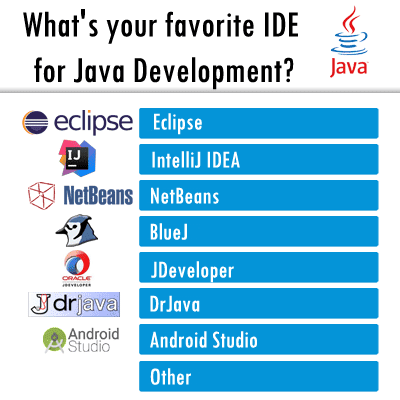 What's your favorite IDE
for Java Development?
Java
eclipse
Eclipse
IJ
IntelliJ IDEA
NetBeans
NetBeans
BlueJ
ORACLE
JDEVELOPER
JDeveloper
J drjava
DrJava
Android
Studio
Android Studio
Other